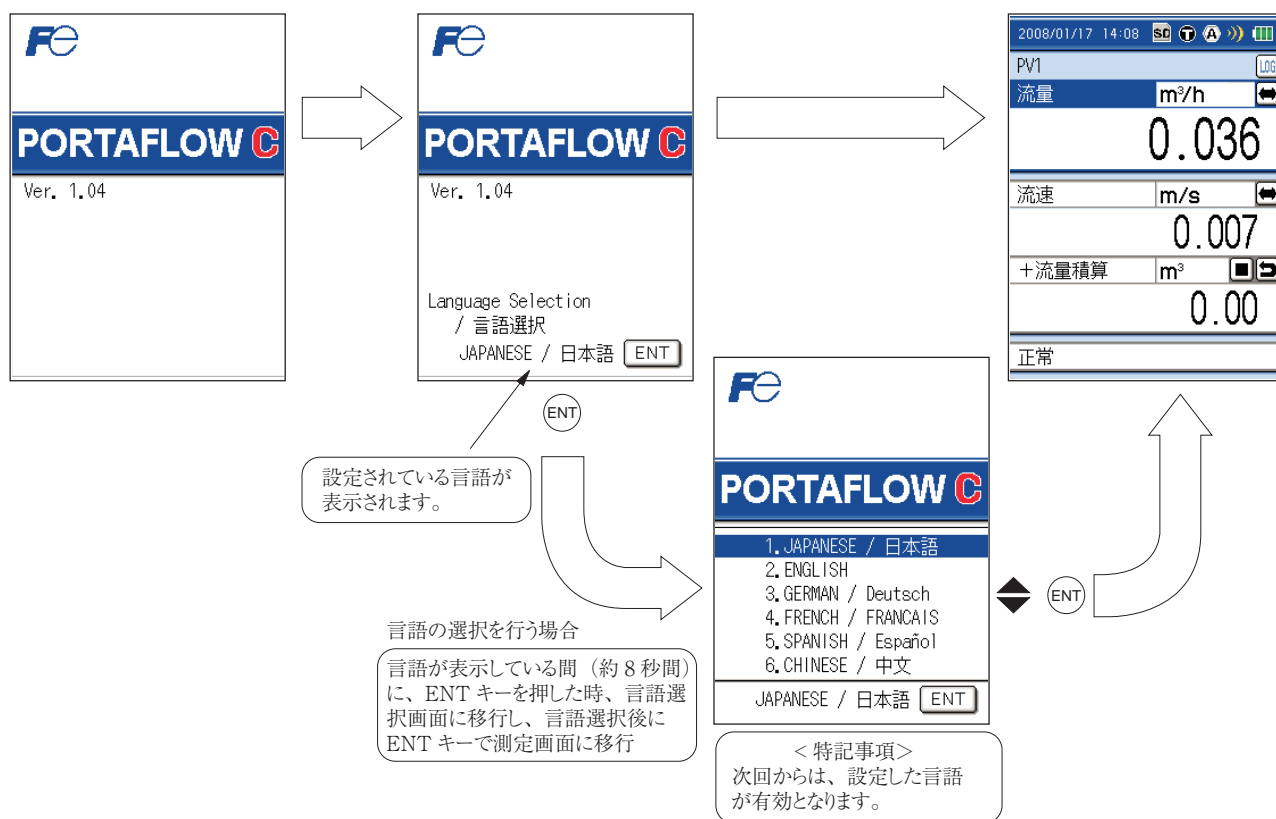 Fe
PORTAFLOW C
Ver. 1.04
Fe
PORTAFLOW C
Ver. 1.04
Language Selection
/ 言語選択
JAPANESE / 日本語 ENT
ENT
設定されている言語が
表示されます。
言語の選択を行う場合
言語が表示している間（約８秒間）
に、ENT キーを押した時、言語選
択画面に移行し、言語選択後に
ENT キーで測定画面に移行
Fe
PORTAFLOW C
1.JAPANESE / 日本語
2.ENGLISH
3.GERMAN / Deutsch
4.FRENCH / FRANCAIS
5.SPANISH / Español
6.CHINESE / 中文
JAPANESE / 日本語 ENT
＜特記事項＞
次回からは、設定した言語
が有効となります。
ENT
2008/01/17 14:08 SD T A
PV1 LOG
流量 m³/h
0.036
流速 m/s
0.007
＋流量積算 m³
0.00
正常